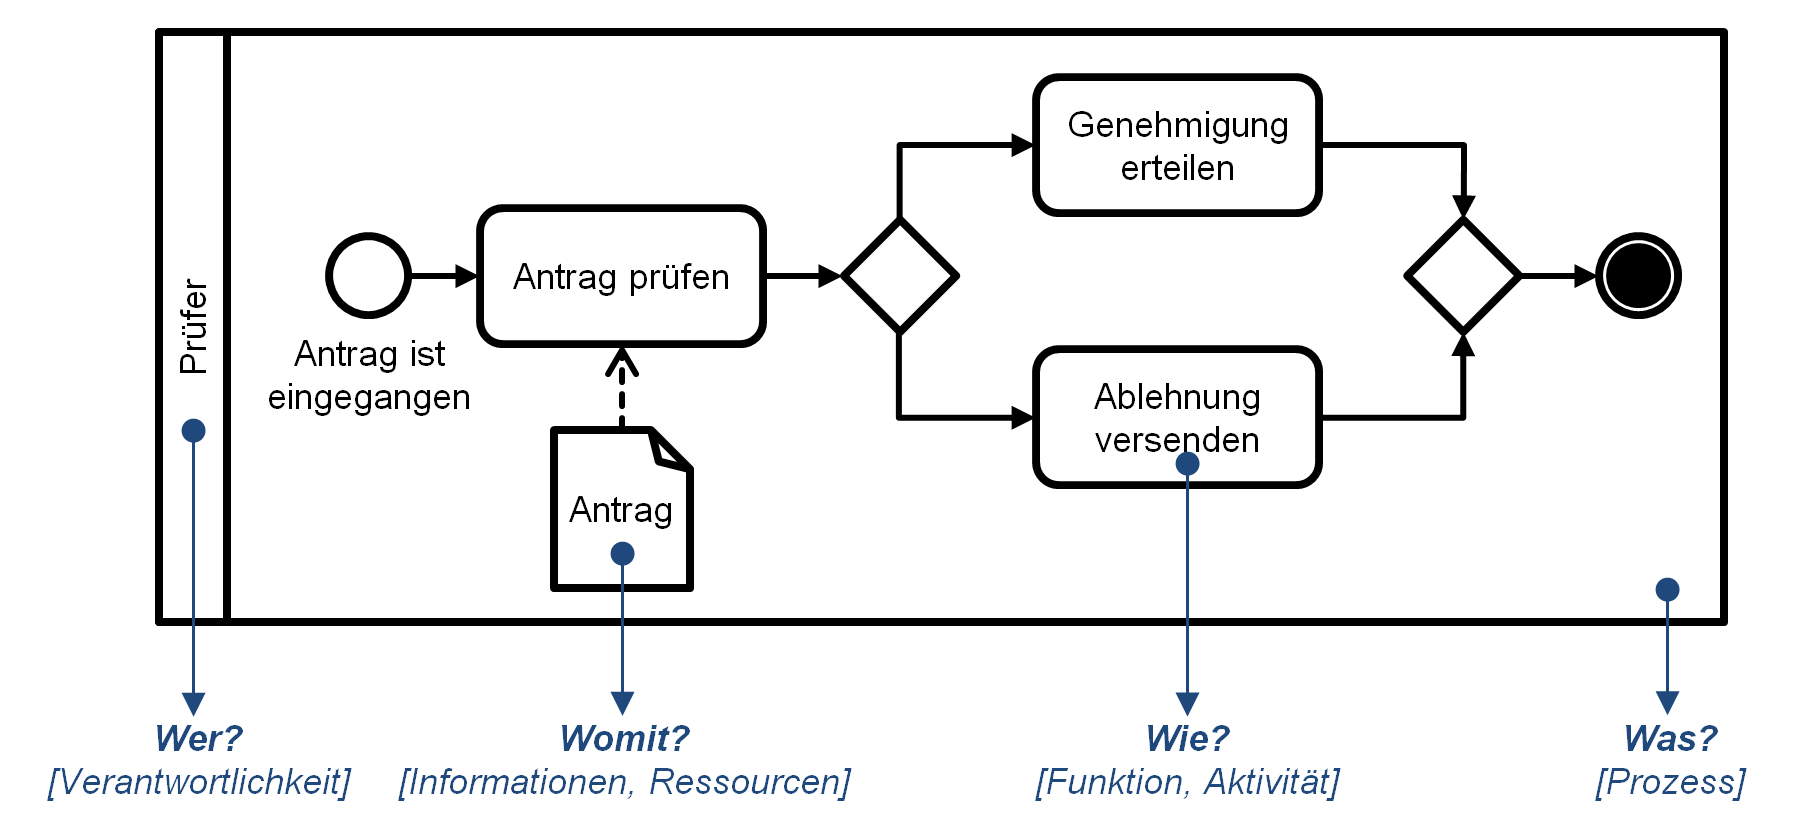 Prüfer
Antrag ist
eingegangen
Antrag prüfen
Antrag
Genehmigung
erteilen
Ablehnung
versenden
Wer?
[Verantwortlichkeit]
Womit?
[Informationen, Ressourcen]
Wie?
[Funktion, Aktivität]
Was?
[Prozess]